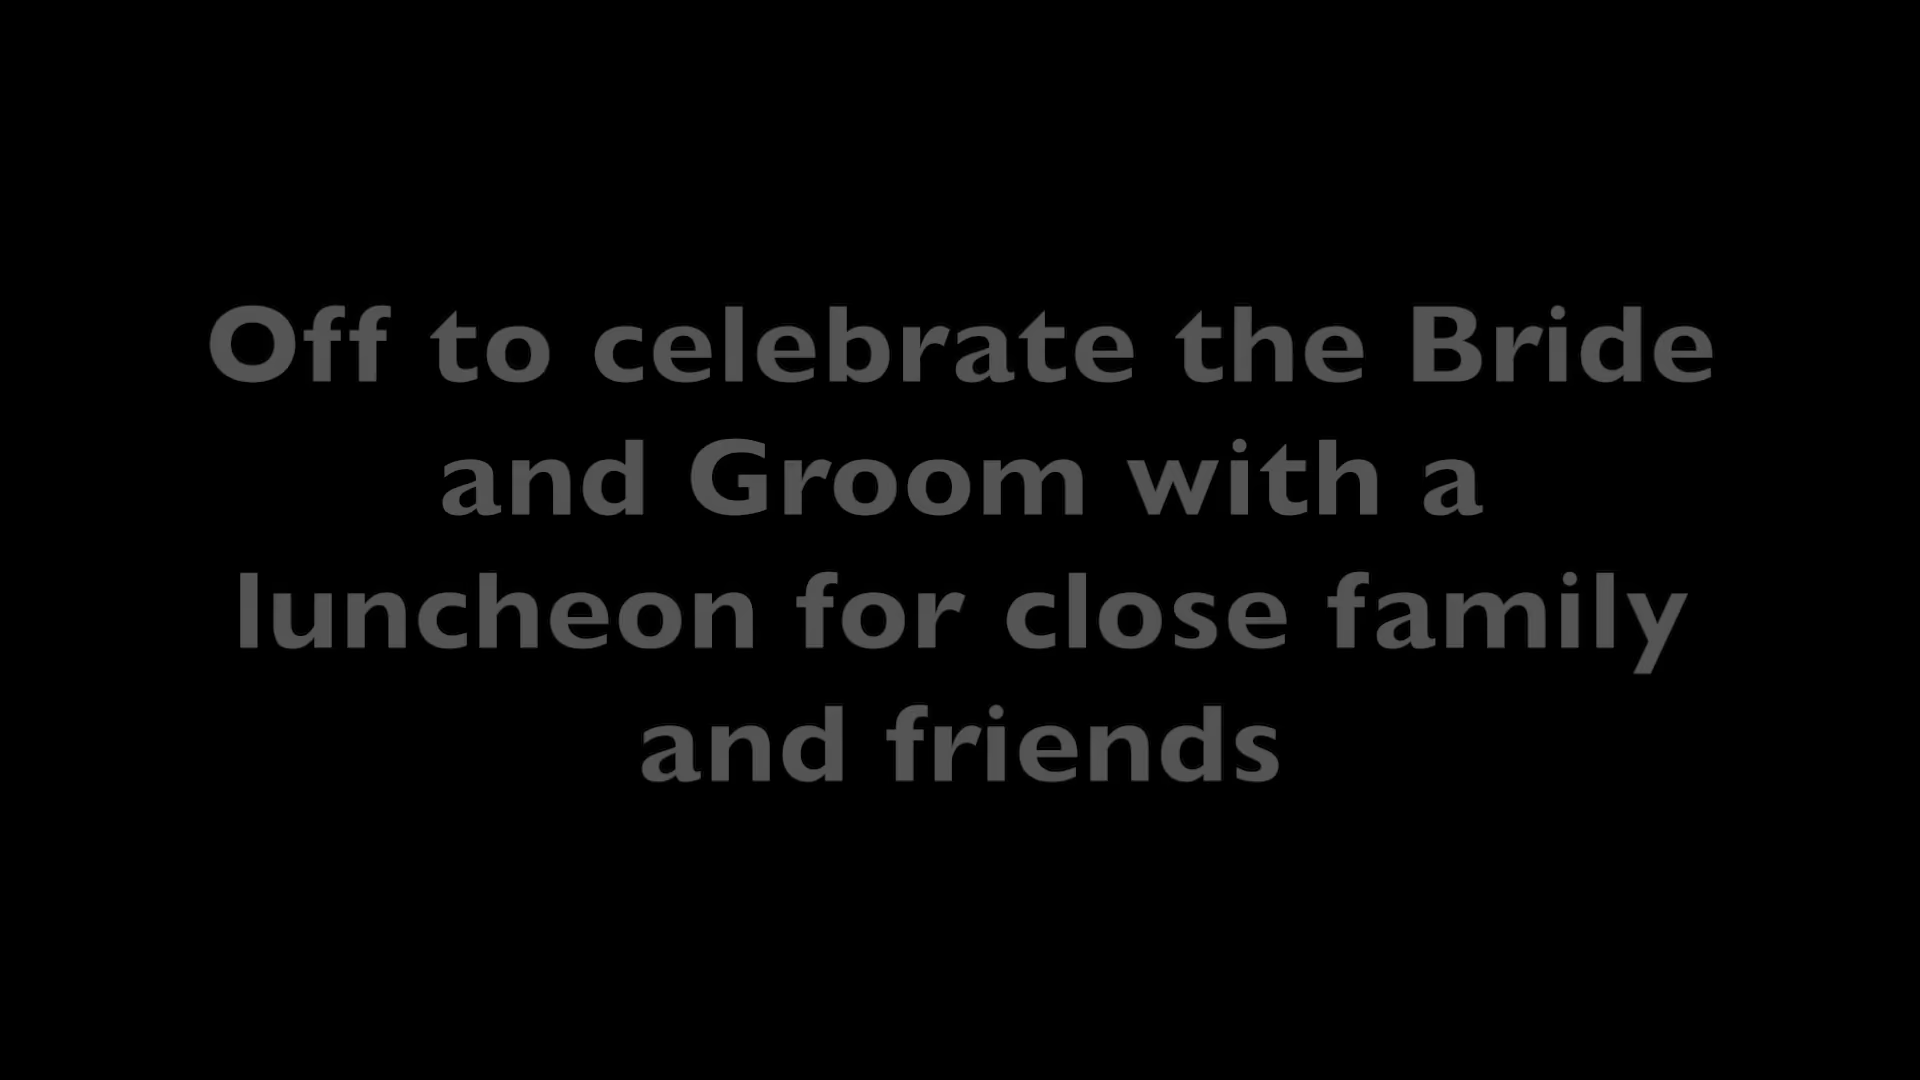 Off to celebrate the Bride
and Groom with a
luncheon for close family
and friends